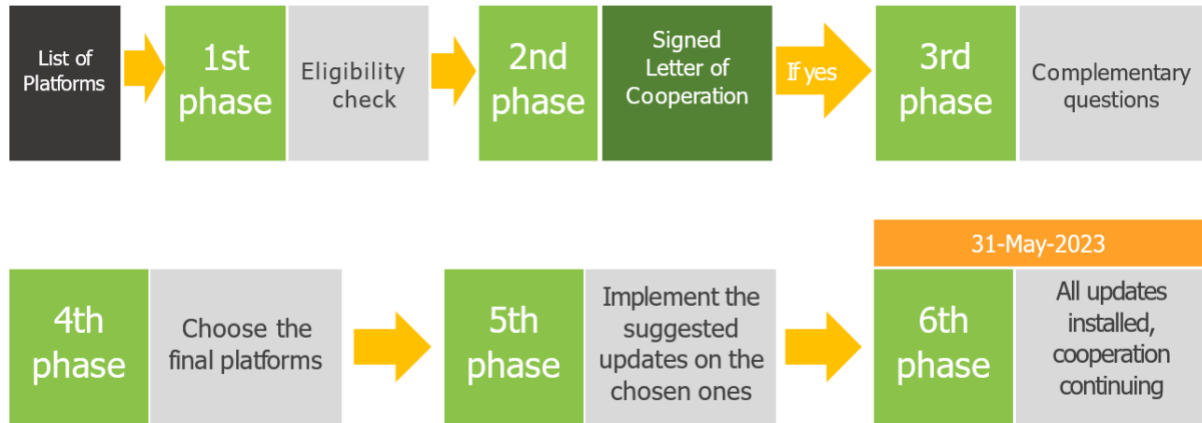 List of
Platforms
1st
phase
Eligibility
check
2nd
phase
Signed
Letter of
Cooperation
If yes
3rd
phase
Complementary
questions
4th
phase
Choose the
final platforms
5th
phase
Implement the
suggested
updates on the
chosen ones
31-May-2023
6th
phase
All updates
installed,
cooperation
continuing